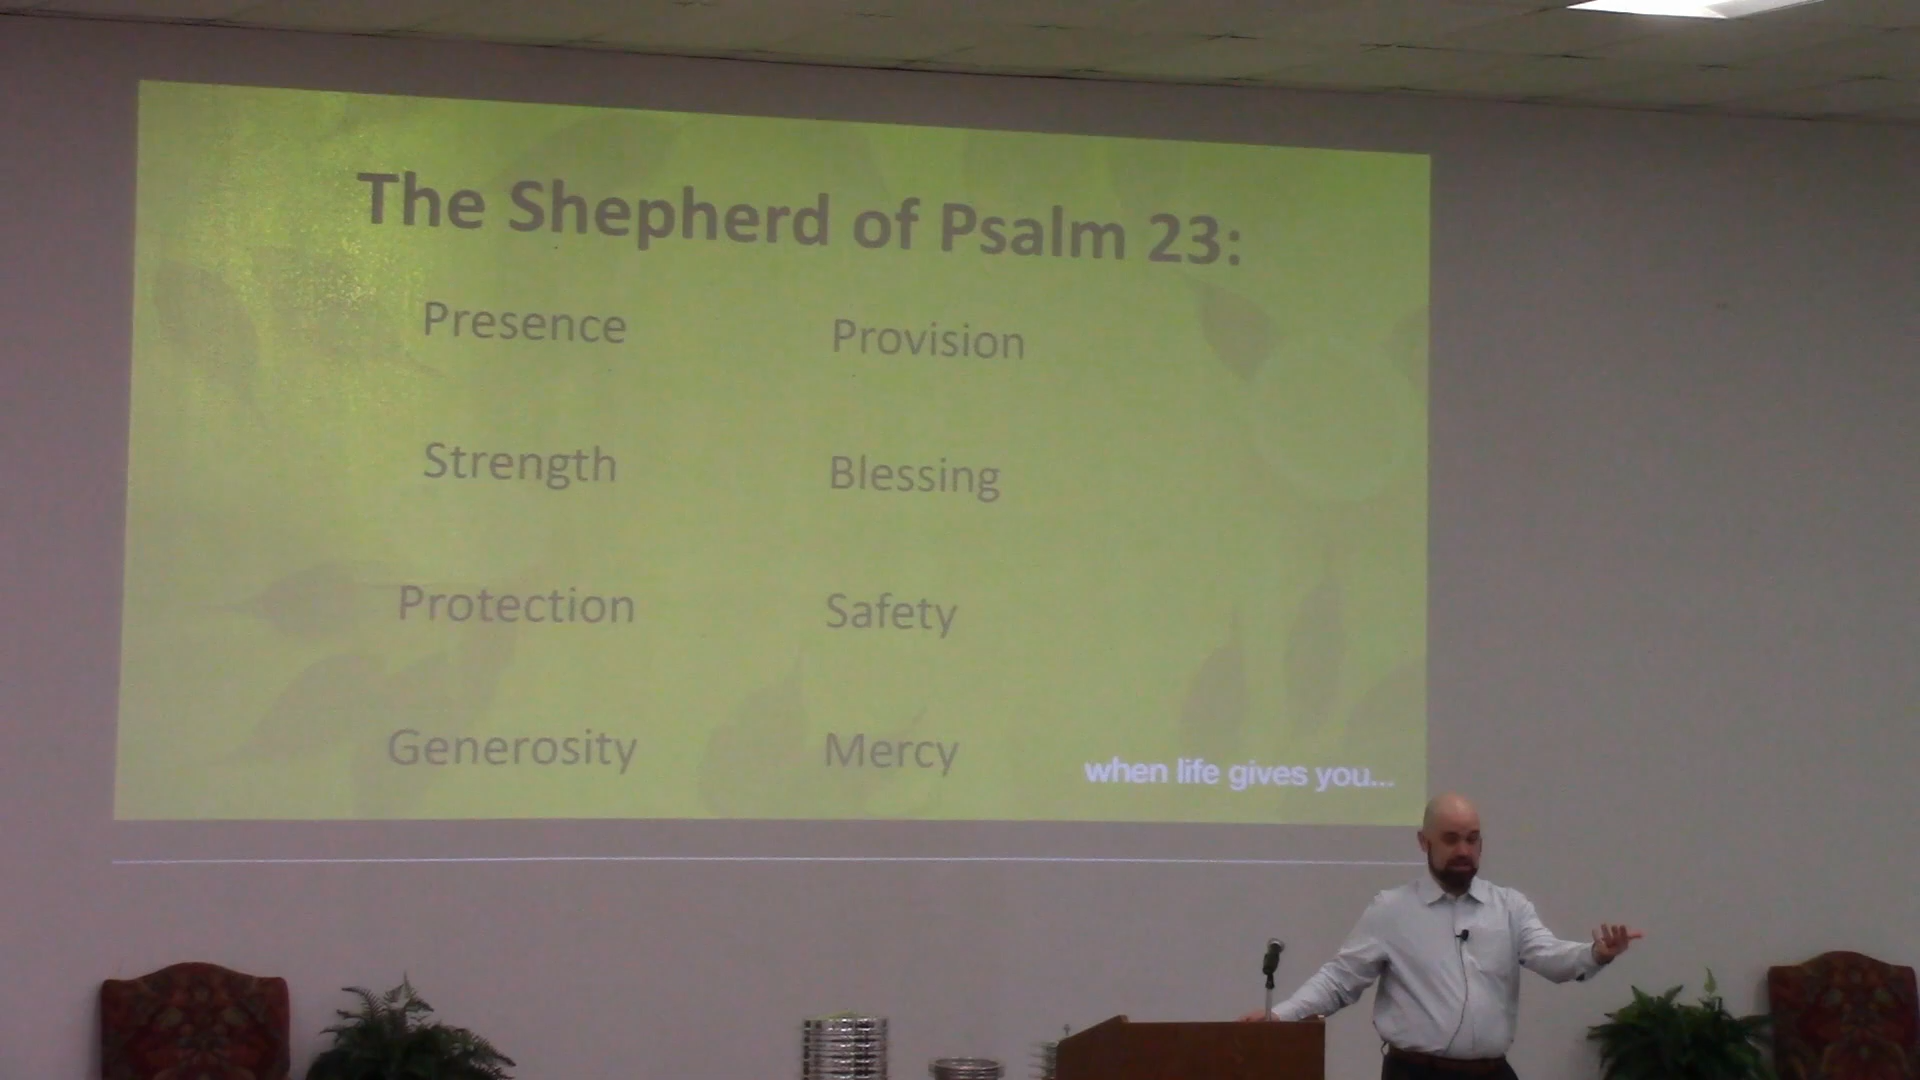 The Shepherd of Psalm 23:
Presence Provision
Strength Blessing
Protection Safety
Generosity Mercy
when life gives you...